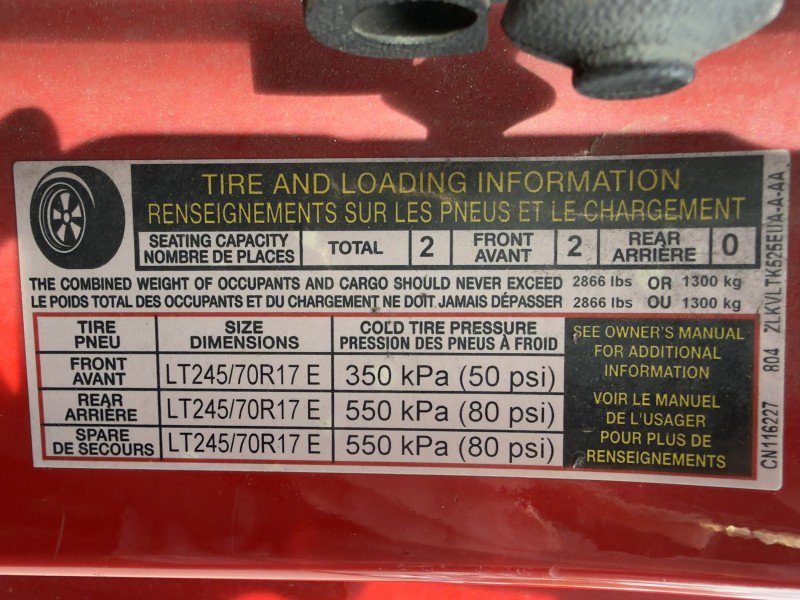 TIRE AND LOADING INFORMATION
RENSEIGNEMENTS SUR LES PNEUS ET LE CHARGEMENT
SEATING CAPACITY
NOMBRE DE PLACES
TOTAL 2
FRONT
AVANT
2
REAR
ARRIÈRE
0
THE COMBINED WEIGHT OF OCCUPANTS AND CARGO SHOULD NEVER EXCEED 2866 lbs OR 1300 kg
LE POIDS TOTAL DES OCCUPANTS ET DU CHARGEMENT NE DOIT JAMAIS DÉPASSER 2866 lbs OU 1300 kg
TIRE
PNEU
SIZE
DIMENSIONS
COLD TIRE PRESSURE
PRESSION DES PNEUS À FROID
FRONT
AVANT
LT245/70R17 E
350 kPa (50 psi)
REAR
ARRIÈRE
LT245/70R17 E
550 kPa (80 psi)
SPARE
DE SECOURS
LT245/70R17 E
550 kPa (80 psi)
SEE OWNER'S MANUAL
FOR ADDITIONAL
INFORMATION
VOIR LE MANUEL
DE L'USAGER
POUR PLUS DE
RENSEIGNEMENTS
CN116227 804 ZLKVLTK525EUA-A-AA